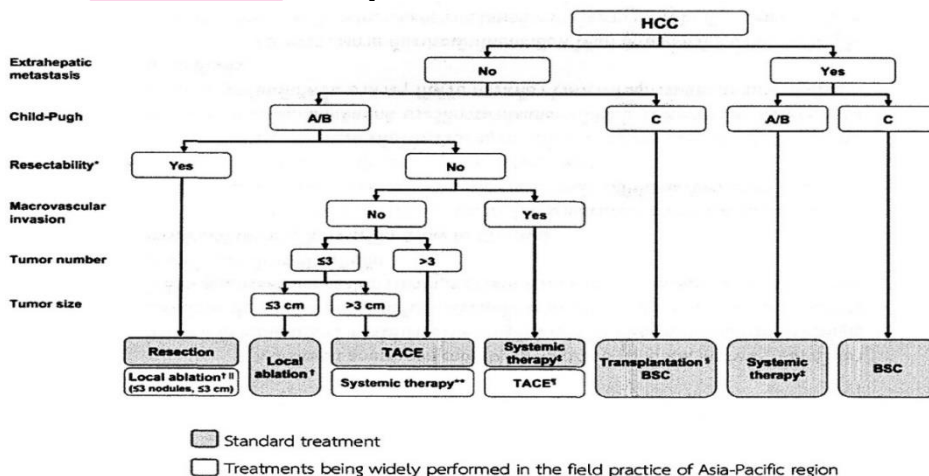 HCC
Extrahepatic
metastasis
No
Yes
Child-Pugh
A/B
C
A/B
C
Resectability*
Yes
No
Macrovascular
invasion
No
Yes
Tumor number
≤3
>3
Tumor size
≤3 cm
>3 cm
Resection
Local ablation† ||
(≤3 nodules, ≤3 cm)
Local
ablation†
TACE
Systemic therapy**
Systemic
therapy‡
TACE¶
Transplantation§
BSC
Systemic
therapy‡
BSC
Standard treatment
Treatments being widely performed in the field practice of Asia-Pacific region